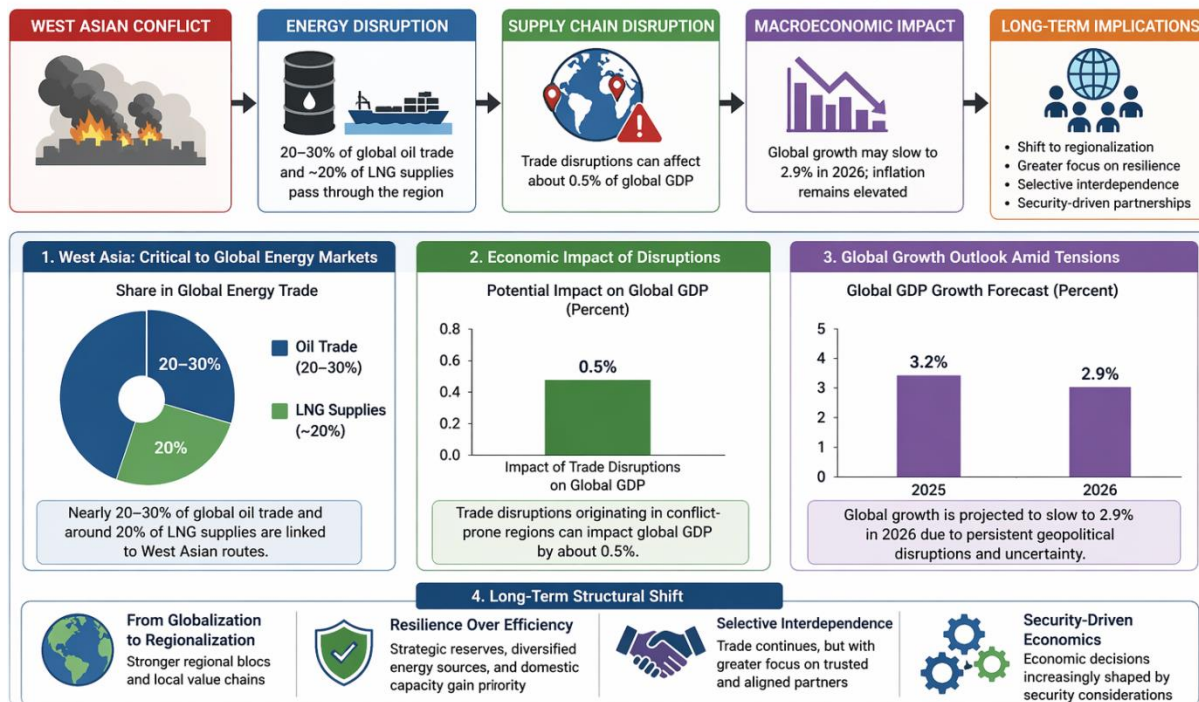 WEST ASIAN CONFLICT
ENERGY DISRUPTION
20–30% of global oil trade
and ~20% of LNG supplies
pass through the region
SUPPLY CHAIN DISRUPTION
Trade disruptions can affect
about 0.5% of global GDP
MACROECONOMIC IMPACT
Global growth may slow to
2.9% in 2026; inflation
remains elevated
LONG-TERM IMPLICATIONS
• Shift to regionalization
• Greater focus on resilience
• Selective interdependence
• Security-driven partnerships
1. West Asia: Critical to Global Energy Markets
Share in Global Energy Trade
20–30%
20%
Oil Trade
(20–30%)
LNG Supplies
(~20%)
Nearly 20–30% of global oil trade and
around 20% of LNG supplies are linked
to West Asian routes.
2. Economic Impact of Disruptions
Potential Impact on Global GDP
(Percent)
0.8
0.6
0.4
0.2
0.0
0.5%
Impact of Trade Disruptions
on Global GDP
Trade disruptions originating in conflict-
prone regions can impact global GDP
by about 0.5%.
3. Global Growth Outlook Amid Tensions
Global GDP Growth Forecast (Percent)
5
4
3
2
1
0
3.2%
2.9%
2025
2026
Global growth is projected to slow to 2.9%
in 2026 due to persistent geopolitical
disruptions and uncertainty.
4. Long-Term Structural Shift
From Globalization
to Regionalization
Stronger regional blocs
and local value chains
Resilience Over Efficiency
Strategic reserves, diversified
energy sources, and domestic
capacity gain priority
Selective Interdependence
Trade continues, but with
greater focus on trusted
and aligned partners
Security-Driven
Economics
Economic decisions
increasingly shaped by
security considerations